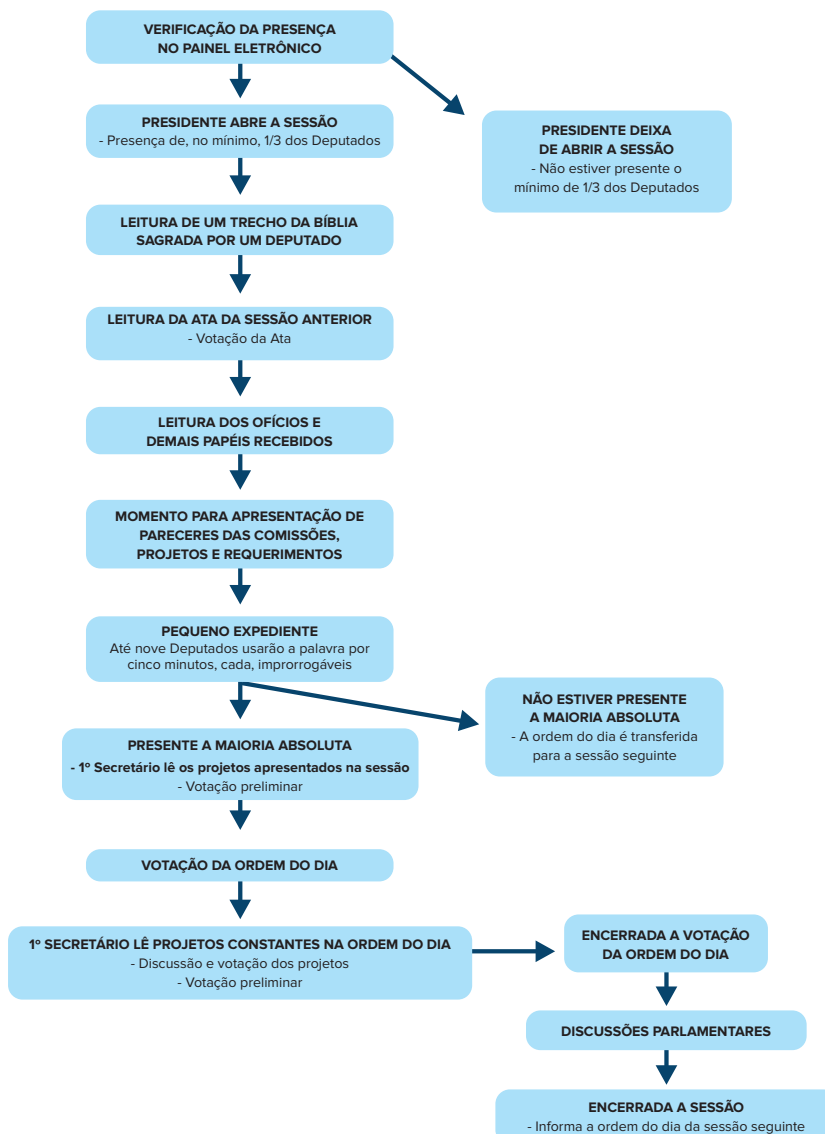 VERIFICAÇÃO DA PRESENÇA
NO PAINEL ELETRÔNICO
PRESIDENTE ABRE A SESSÃO
- Presença de, no mínimo, 1/3 dos Deputados
PRESIDENTE DEIXA
DE ABRIR A SESSÃO
- Não estiver presente o
mínimo de 1/3 dos Deputados
LEITURA DE UM TRECHO DA BÍBLIA
SAGRADA POR UM DEPUTADO
LEITURA DA ATA DA SESSÃO ANTERIOR
- Votação da Ata
LEITURA DOS OFÍCIOS E
DEMAIS PAPÉIS RECEBIDOS
MOMENTO PARA APRESENTAÇÃO DE
PARECERES DAS COMISSÕES,
PROJETOS E REQUERIMENTOS
PEQUENO EXPEDIENTE
Até nove Deputados usarão a palavra por
cinco minutos, cada, improrrogáveis
NÃO ESTIVER PRESENTE
A MAIORIA ABSOLUTA
- A ordem do dia é transferida
para a sessão seguinte
PRESENTE A MAIORIA ABSOLUTA
- 1º Secretário lê os projetos apresentados na sessão
- Votação preliminar
VOTAÇÃO DA ORDEM DO DIA
1º SECRETÁRIO LÊ PROJETOS CONSTANTES NA ORDEM DO DIA
- Discussão e votação dos projetos
- Votação preliminar
ENCERRADA A VOTAÇÃO
DA ORDEM DO DIA
DISCUSSÕES PARLAMENTARES
ENCERRADA A SESSÃO
- Informa a ordem do dia da sessão seguinte